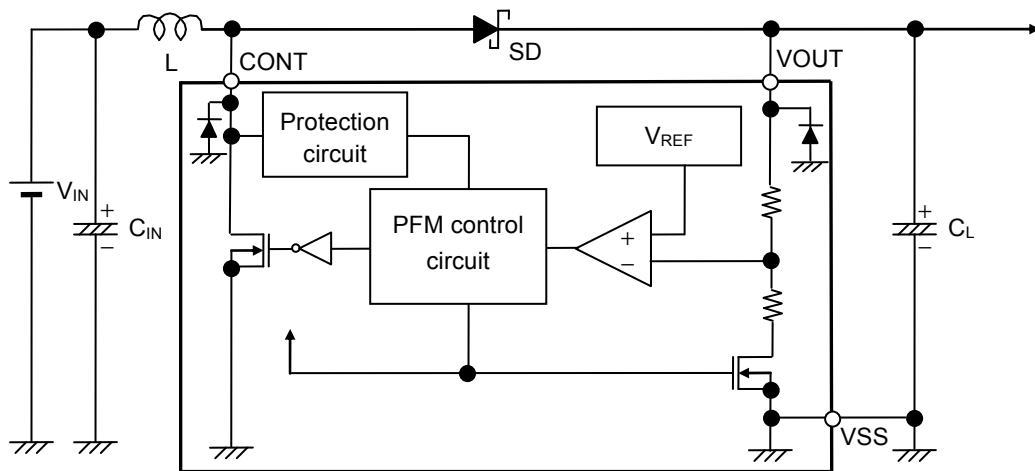 L
CONT
SD
VOUT
Protection
circuit
VREF
VIN
CIN
+
−
PFM control
circuit
+
−
CL
+
−
VSS